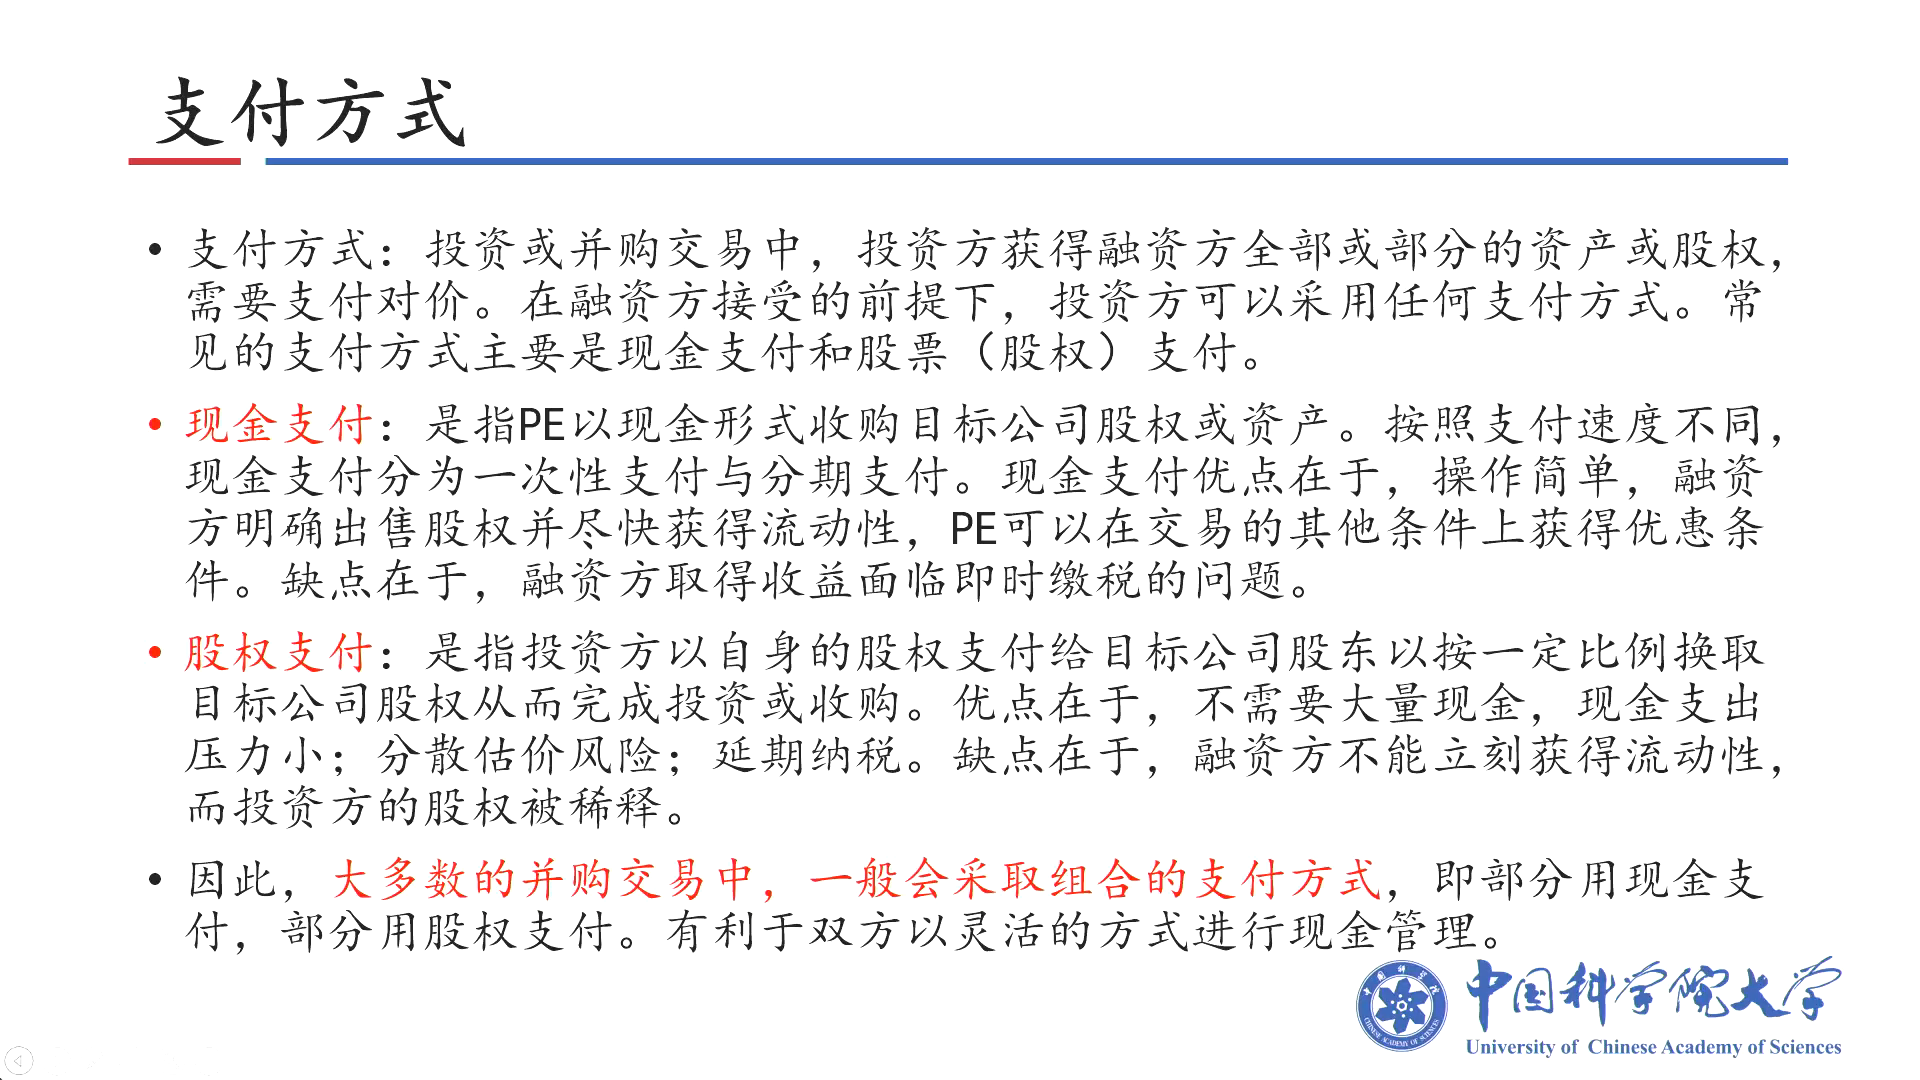 支付方式
• 支付方式：投资或并购交易中，投资方获得融资方全部或部分的资产或股权，
需要支付对价。在融资方接受的前提下，投资方可以采用任何支付方式。常
见的支付方式主要是现金支付和股票（股权）支付。
• 现金支付：是指PE以现金形式收购目标公司股权或资产。按照支付速度不同，
现金支付分为一次性支付与分期支付。现金支付优点在于，操作简单，融资
方明确出售股权并尽快获得流动性，PE可以在交易的其他条件上获得优惠条
件。缺点在于，融资方取得收益面临即时缴税的问题。
• 股权支付：是指投资方以自身的股权支付给目标公司股东以按一定比例换取
目标公司股权从而完成投资或收购。优点在于，不需要大量现金，现金支出
压力小；分散估价风险；延期纳税。缺点在于，融资方不能立刻获得流动性，
而投资方的股权被稀释。
• 因此，大多数的并购交易中，一般会采取组合的支付方式，即部分用现金支
付，部分用股权支付。有利于双方以灵活的方式进行现金管理。
中国科学院
CHINESE ACADEMY OF SCIENCES
中国科学院大学
University of Chinese Academy of Sciences